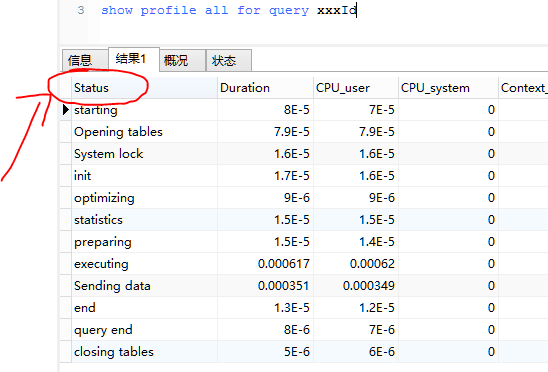 3 show profile all for query xxxId
信息 结果1 概况 状态
Status Duration CPU_user CPU_system Context_
starting 8E-5 7E-5 0
Opening tables 7.9E-5 7.9E-5 0
System lock 1.6E-5 1.6E-5 0
init 1.7E-5 1.6E-5 0
optimizing 9E-6 9E-6 0
statistics 1.5E-5 1.5E-5 0
preparing 1.5E-5 1.4E-5 0
executing 0.000617 0.00062 0
Sending data 0.000351 0.000349 0
end 1.3E-5 1.2E-5 0
query end 8E-6 7E-6 0
closing tables 5E-6 6E-6 0